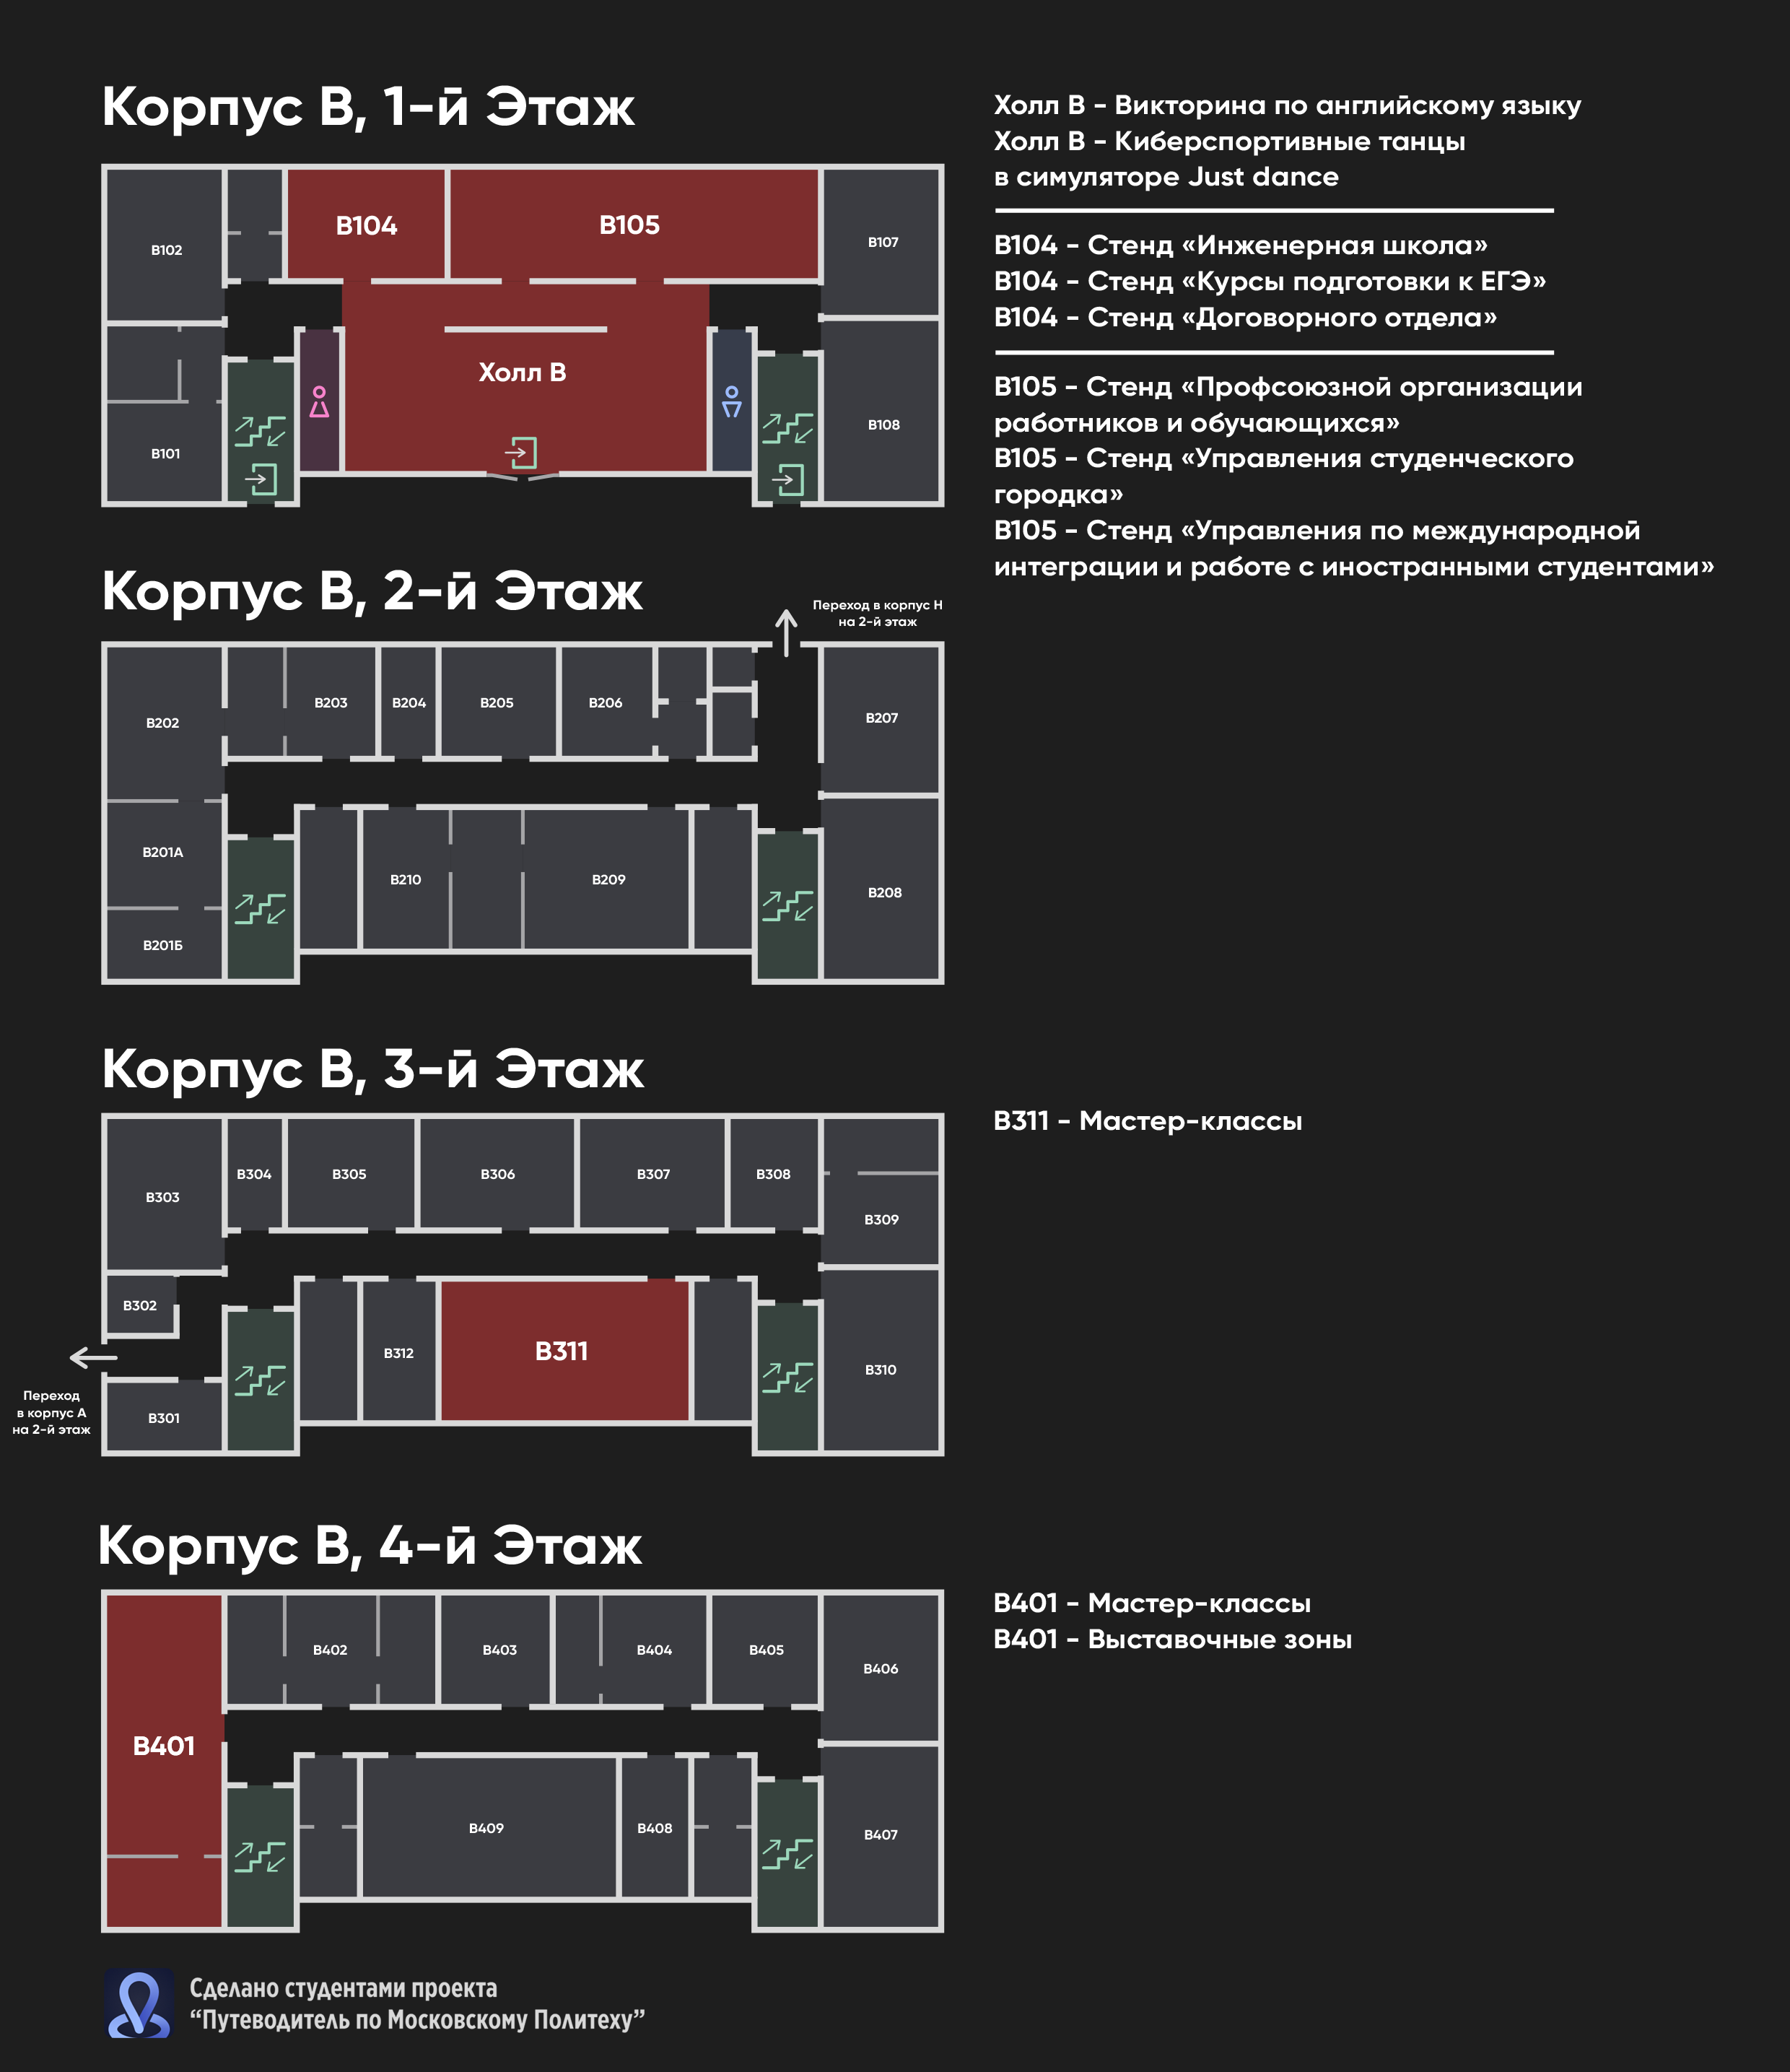 Корпус В, 1-й Этаж
Холл В - Викторина по английскому языку
Холл В - Киберспортивные танцы
в симуляторе Just dance
В104 - Стенд «Инженерная школа»
В104 - Стенд «Курсы подготовки к ЕГЭ»
В104 - Стенд «Договорного отдела»
В105 - Стенд «Профсоюзной организации
работников и обучающихся»
В105 - Стенд «Управления студенческого
городка»
В105 - Стенд «Управления по международной
интеграции и работе с иностранными студентами»
В102
В104
В105
В107
Холл В
В101
В108
Корпус В, 2-й Этаж
Переход в корпус Н
на 2-й этаж
В202
В203
В204
В205
В206
В207
В201А
В210
В209
В208
В201Б
Корпус В, 3-й Этаж
В311 - Мастер-классы
В303
В304
В305
В306
В307
В308
В309
В302
В312
В311
В310
Переход
в корпус А
на 2-й этаж
В301
Корпус В, 4-й Этаж
В401 - Мастер-классы
В401 - Выставочные зоны
В402
В403
В404
В405
В406
В401
В409
В408
В407
Сделано студентами проекта
“Путеводитель по Московскому Политеху”